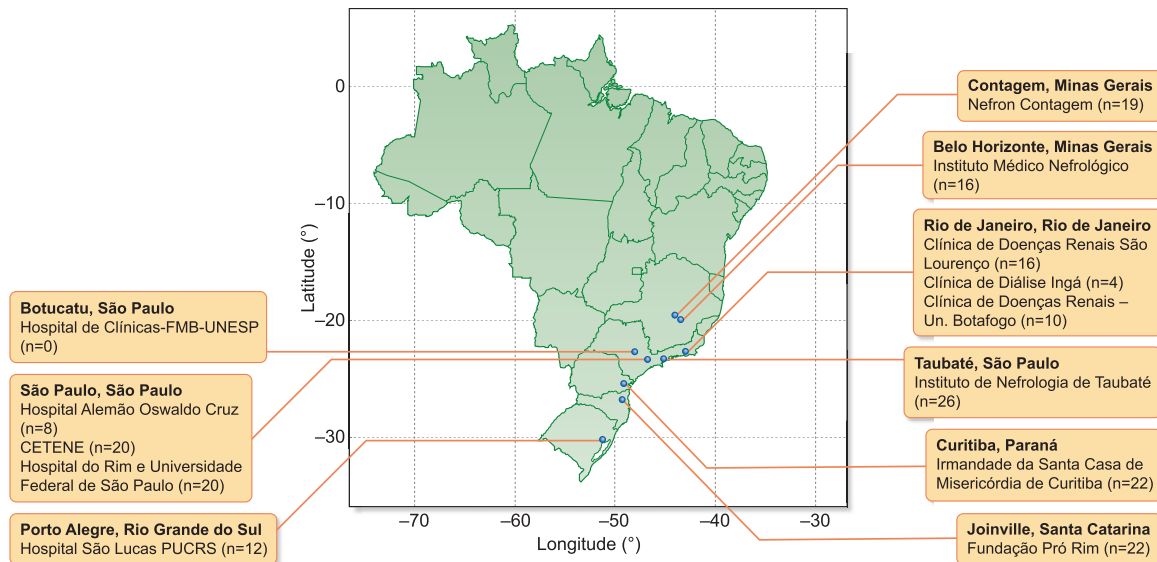 Botucatu, São Paulo
Hospital de Clínicas-FMB-UNESP
(n=0)
São Paulo, São Paulo
Hospital Alemão Oswaldo Cruz
(n=8)
CETENE (n=20)
Hospital do Rim e Universidade
Federal de São Paulo (n=20)
Porto Alegre, Rio Grande do Sul
Hospital São Lucas PUCRS (n=12)
Latitude (°)
0
–10
–20
–30
–70
–60
–50
–40
–30
Longitude (°)
Contagem, Minas Gerais
Nefron Contagem (n=19)
Belo Horizonte, Minas Gerais
Instituto Médico Nefrológico
(n=16)
Rio de Janeiro, Rio de Janeiro
Clínica de Doenças Renais São
Lourenço (n=16)
Clínica de Diálise Ingá (n=4)
Clínica de Doenças Renais –
Un. Botafogo (n=10)
Taubaté, São Paulo
Instituto de Nefrologia de Taubaté
(n=26)
Curitiba, Paraná
Irmandade da Santa Casa de
Misericórdia de Curitiba (n=22)
Joinville, Santa Catarina
Fundação Pró Rim (n=22)